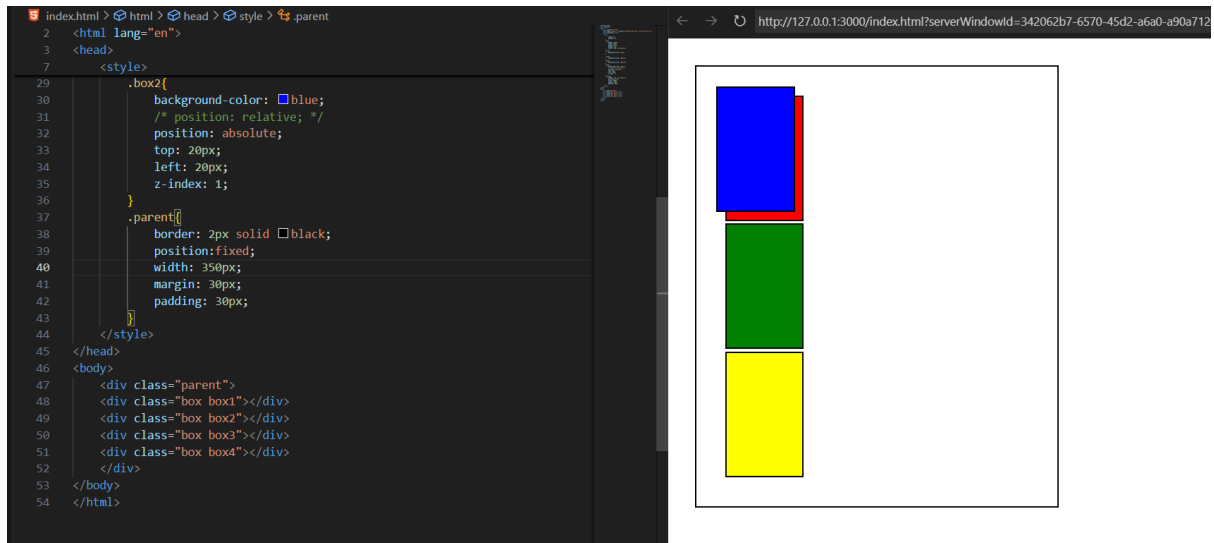 index.html > html > head > style > .parent
2 <html lang="en">
3 <head>
7 <style>
29 .box2{
30 background-color: blue;
31 /* position: relative; */
32 position: absolute;
33 top: 20px;
34 left: 20px;
35 z-index: 1;
36 }
37 .parent{
38 border: 2px solid black;
39 position:fixed;
40 width: 350px;
41 margin: 30px;
42 padding: 30px;
43 }
44 </style>
45 </head>
46 <body>
47 <div class="parent">
48 <div class="box box1"></div>
49 <div class="box box2"></div>
50 <div class="box box3"></div>
51 <div class="box box4"></div>
52 </div>
53 </body>
54 </html>
http://127.0.0.1:3000/index.html?serverWindowId=342062b7-6570-45d2-a6a0-a90a712